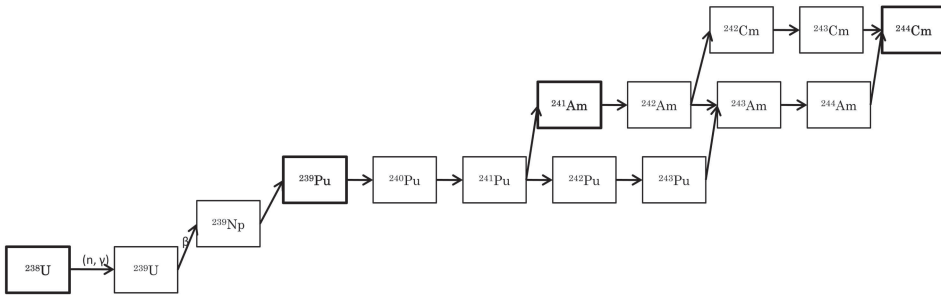 ²⁴²Cm ²⁴³Cm ²⁴⁴Cm
²⁴¹Am ²⁴²Am ²⁴³Am ²⁴⁴Am
²³⁹Pu ²⁴⁰Pu ²⁴¹Pu ²⁴²Pu ²⁴³Pu
²³⁹Np
β
(n, γ)
²³⁸U ²³⁹U